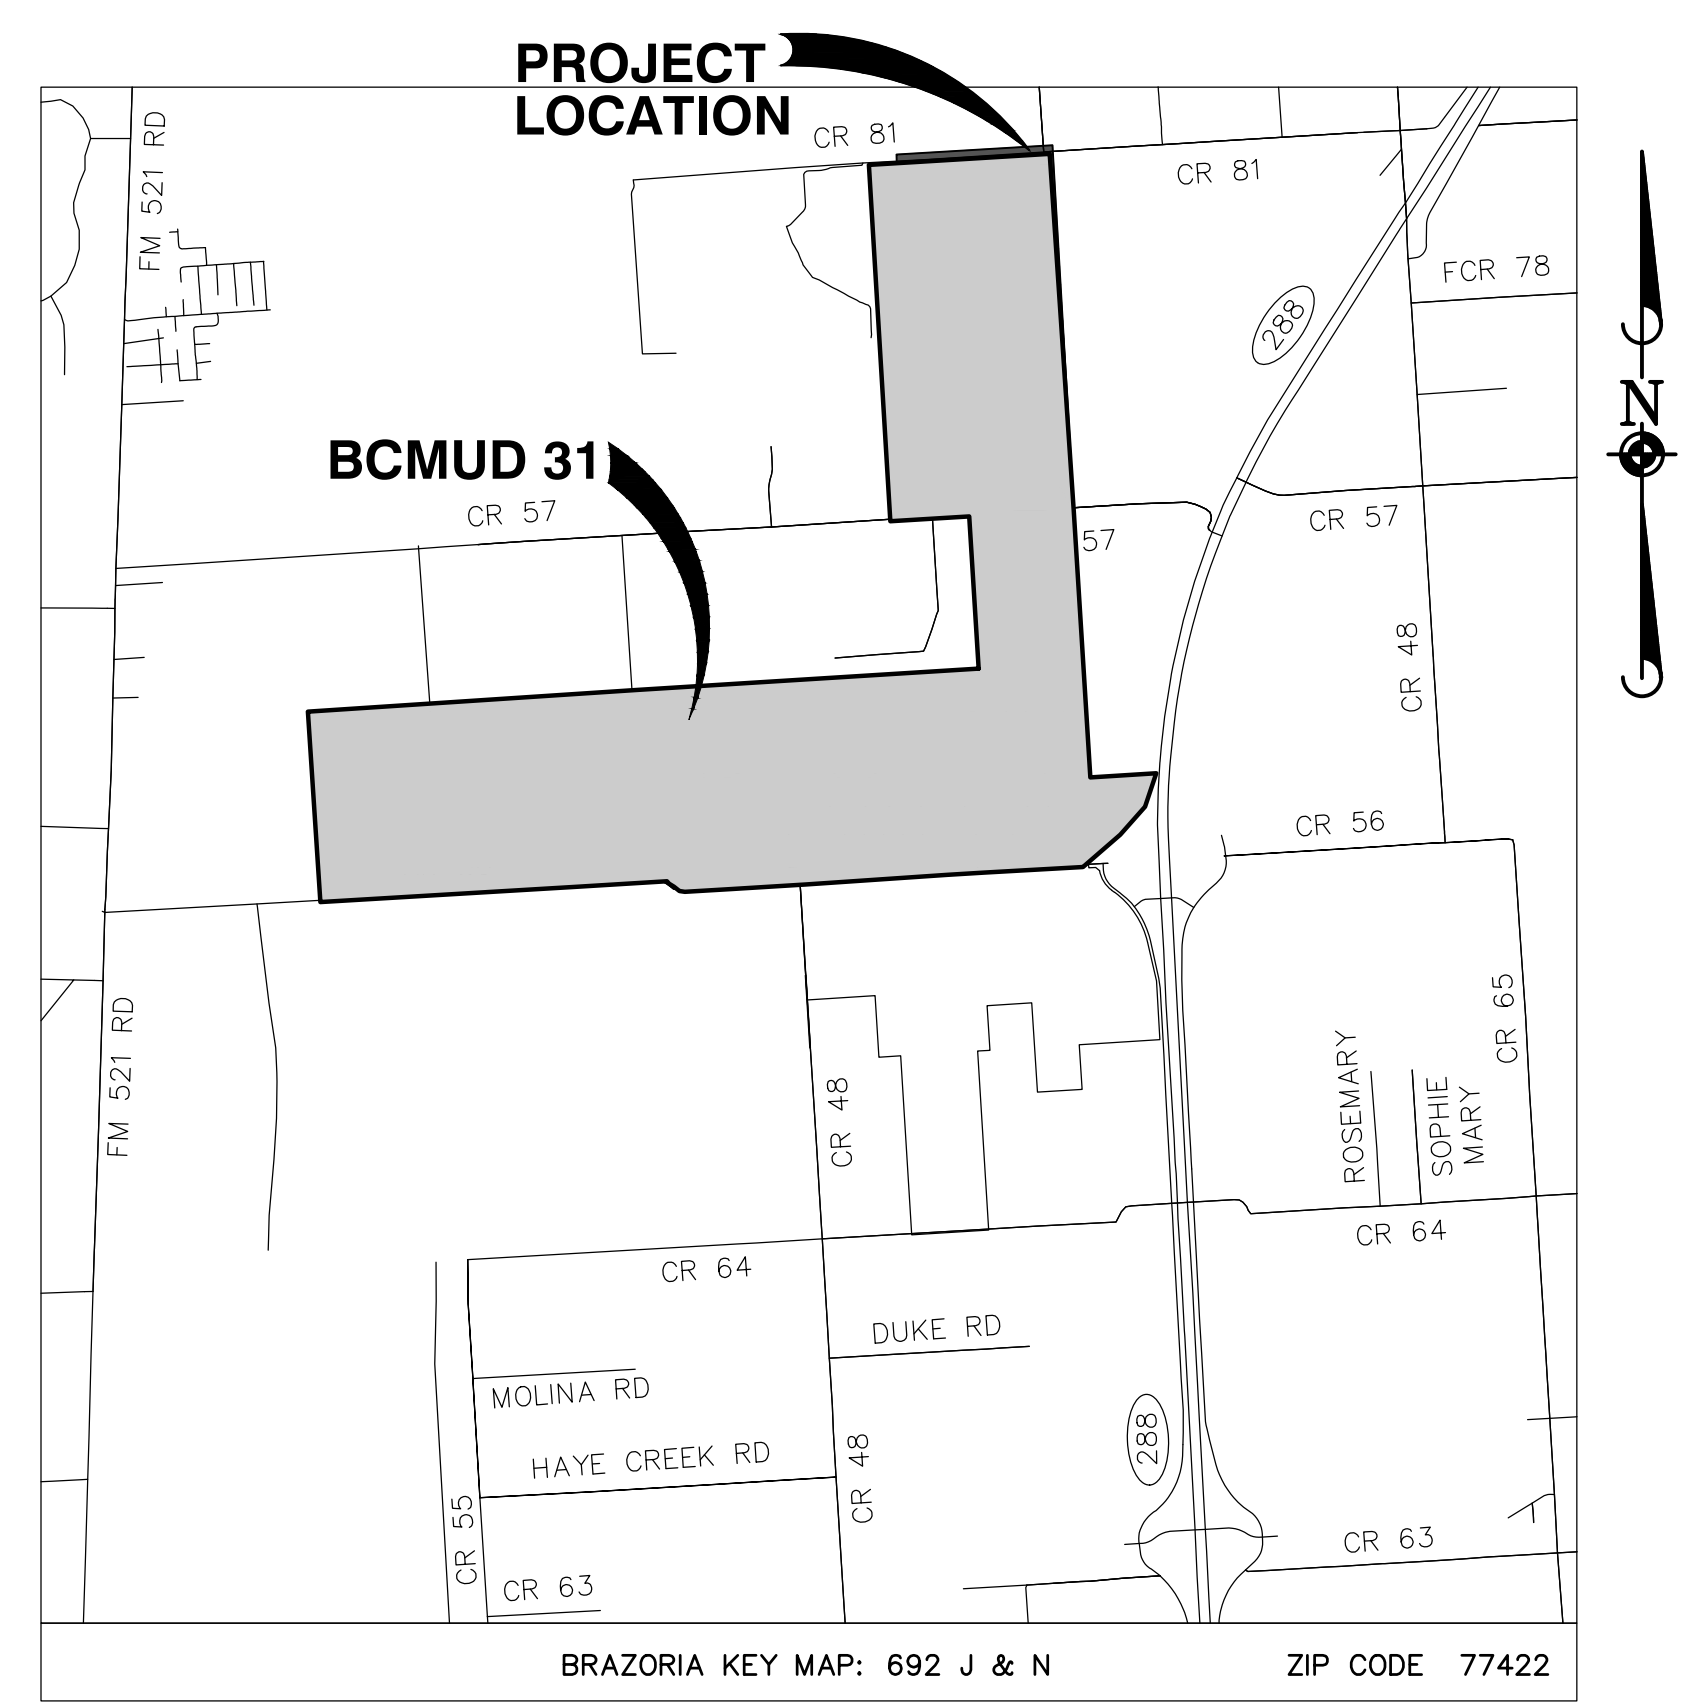 PROJECT
LOCATION
CR 81
CR 81
FM 521 RD
FCR 78
288
N
BCMUD 31
CR 57
CR 57
57
CR 48
CR 56
FM 521 RD
CR 65
ROSEMARY
SOPHIE
MARY
CR 48
CR 64
CR 64
DUKE RD
MOLINA RD
HAYE CREEK RD
288
CR 48
CR 55
CR 63
CR 63
BRAZORIA KEY MAP: 692 J & N
ZIP CODE 77422